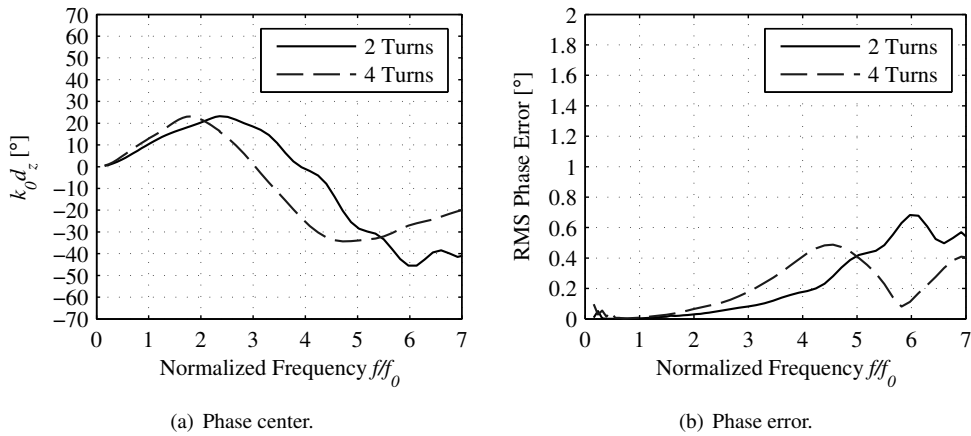 70
60
50
40
30
20
10
0
−10
−20
−30
−40
−50
−60
−70
k₀d_z [°]
2 Turns
4 Turns
0 1 2 3 4 5 6 7
Normalized Frequency f/f₀
(a) Phase center.
2
1.8
1.6
1.4
1.2
1
0.8
0.6
0.4
0.2
0
RMS Phase Error [°]
2 Turns
4 Turns
0 1 2 3 4 5 6 7
Normalized Frequency f/f₀
(b) Phase error.